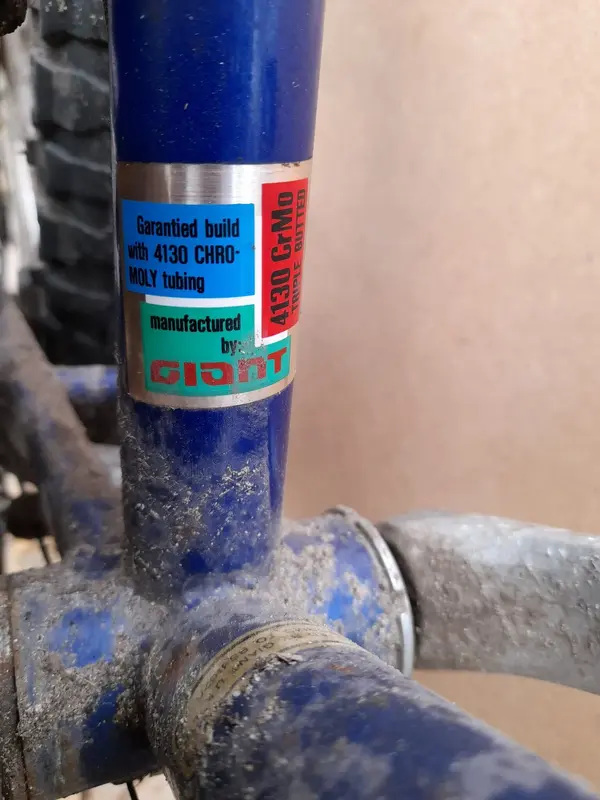 Garantied build
with 4130 CHRO-
MOLY tubing
4130 CrMo
TRIPLE BUTTED
manufactured
by:
GIANT